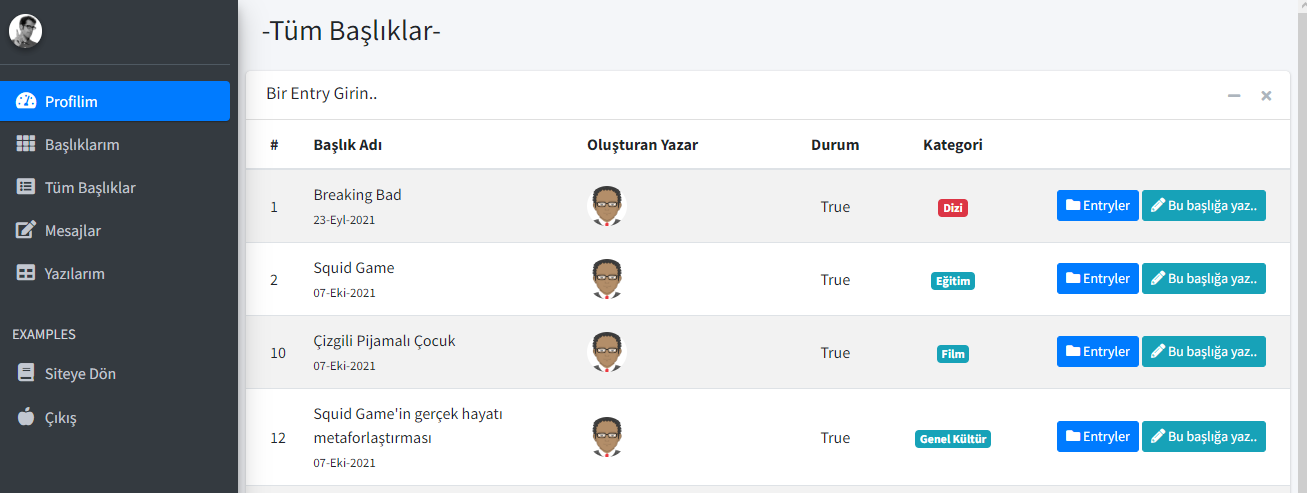 -Tüm Başlıklar-
Profilim
Başlıklarım
Tüm Başlıklar
Mesajlar
Yazılarım
EXAMPLES
Siteye Dön
Çıkış
Bir Entry Girin..
# Başlık Adı Oluşturan Yazar Durum Kategori
1 Breaking Bad True Dizi Entryler Bu başlığa yaz..
23-Eyl-2021
2 Squid Game True Eğitim Entryler Bu başlığa yaz..
07-Eki-2021
10 Çizgili Pijamalı Çocuk True Film Entryler Bu başlığa yaz..
07-Eki-2021
12 Squid Game'in gerçek hayatı True Genel Kültür Entryler Bu başlığa yaz..
metaforlaştırması
07-Eki-2021